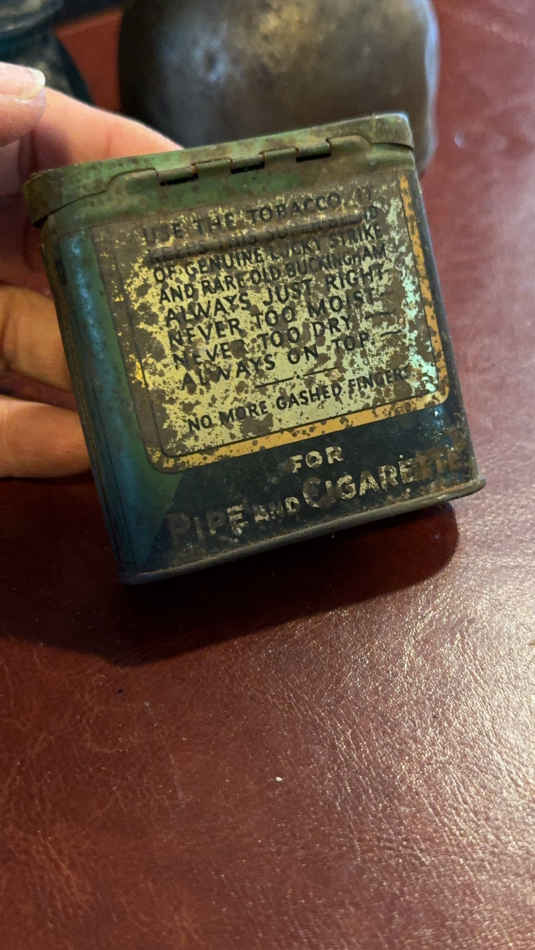 USE THE TOBACCO
OF GENUINE LUCKY STRIKE
AND RARE OLD BUCKINGHAM
ALWAYS JUST RIGHT
NEVER TOO MOIST
NEVER TOO DRY
ALWAYS ON TOP
NO MORE GASHED FINGERS
FOR
PIPE AND CIGARETTE